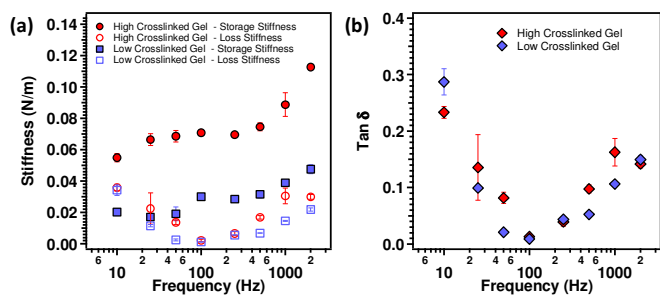 (a)
High Crosslinked Gel - Storage Stiffness
High Crosslinked Gel - Loss Stiffness
Low Crosslinked Gel - Storage Stiffness
Low Crosslinked Gel - Loss Stiffness
Stiffness (N/m)
0.14
0.12
0.10
0.08
0.06
0.04
0.02
0.00
6 2 4 6 2 4 6 2
10 100 1000
Frequency (Hz)
(b)
High Crosslinked Gel
Low Crosslinked Gel
Tan δ
0.4
0.3
0.2
0.1
0.0
6 2 4 6 2 4 6 2
10 100 1000
Frequency (Hz)